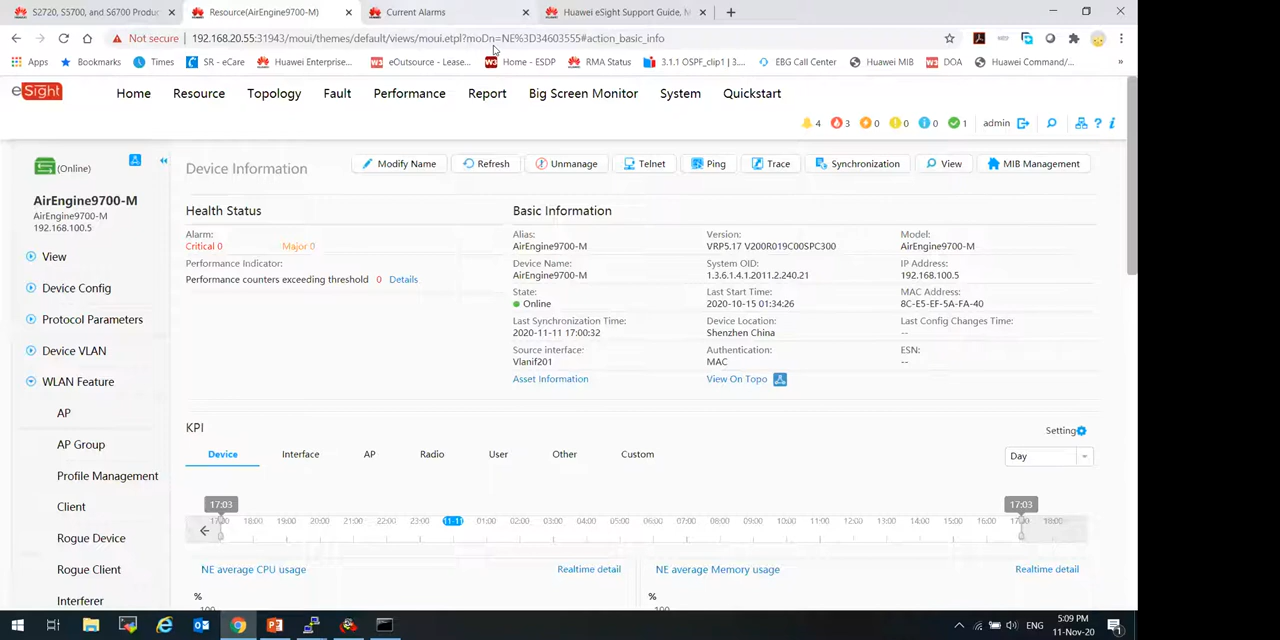 S2720, S5700, and S6700 Produc
Resource(AirEngine9700-M)
Current Alarms
Huawei eSight Support Guide, M
Not secure
192.168.20.55:31943/moui/themes/default/views/moui.etpl?moDn=NE%3D34603555#action_basic_info
Apps
Bookmarks
Times
SR - eCare
Huawei Enterprise...
eOutsource - Lease...
Home - ESDP
RMA Status
3.1.1 OSPF_clip1 |3....
EBG Call Center
Huawei MIB
DOA
Huawei Command/...
eSight
Home
Resource
Topology
Fault
Performance
Report
Big Screen Monitor
System
Quickstart
4
3
0
0
0
1
admin
(Online)
AirEngine9700-M
AirEngine9700-M
192.168.100.5
View
Device Config
Protocol Parameters
Device VLAN
WLAN Feature
AP
AP Group
Profile Management
Client
Rogue Device
Rogue Client
Interferer
Device Information
Modify Name
Refresh
Unmanage
Telnet
Ping
Trace
Synchronization
View
MIB Management
Health Status
Alarm:
Critical 0
Major 0
Performance Indicator:
Performance counters exceeding threshold 0 Details
Basic Information
Alias:
AirEngine9700-M
Version:
VRP5.17 V200R019C00SPC300
Model:
AirEngine9700-M
Device Name:
AirEngine9700-M
System OID:
1.3.6.1.4.1.2011.2.240.21
IP Address:
192.168.100.5
State:
Online
Last Start Time:
2020-10-15 01:34:26
MAC Address:
8C-E5-EF-5A-FA-40
Last Synchronization Time:
2020-11-11 17:00:32
Device Location:
Shenzhen China
Last Config Changes Time:
--
Source interface:
Vlanif201
Authentication:
MAC
ESN:
--
Asset Information
View On Topo
KPI
Setting
Device
Interface
AP
Radio
User
Other
Custom
Day
17:03
17:03
17:00 18:00 19:00 20:00 21:00 22:00 23:00 11-11 01:00 02:00 03:00 04:00 05:00 06:00 07:00 08:00 09:00 10:00 11:00 12:00 13:00 14:00 15:00 16:00 17:00 18:00
NE average CPU usage
Realtime detail
%
100
NE average Memory usage
Realtime detail
%
100
ENG
5:09 PM
11-Nov-20
1